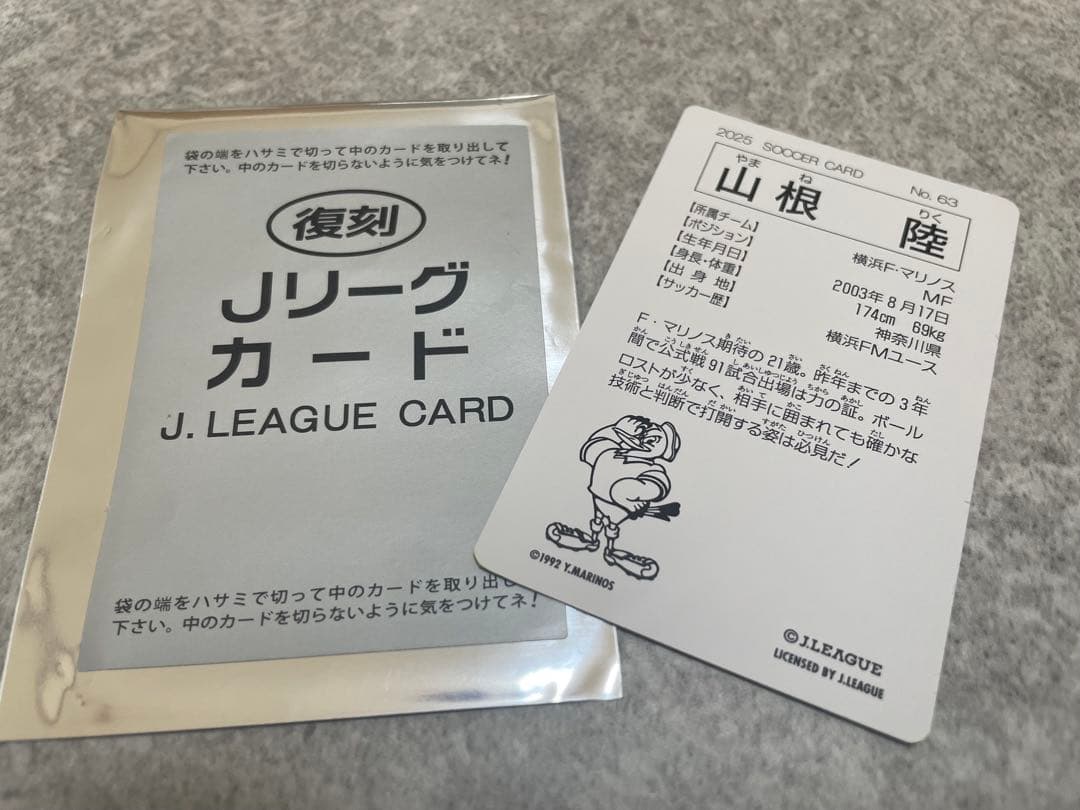 袋の端をハサミで切って中のカードを取り出して
下さい。中のカードを切らないように気をつけてネ!
復刻
Jリーグ
カード
J. LEAGUE CARD
袋の端をハサミで切って中のカードを取り出し
下さい。中のカードを切らないように気をつけてネ!
2025 SOCCER CARD No. 63
やま ね りく
山根 陸
【所属チーム】 横浜F・マリノス
【ポジション】 MF
【生年月日】 2003年8月17日
【身長・体重】 174cm 69kg
【出身地】 神奈川県
【サッカー歴】 横浜FMユース
F・マリノス期待の21歳。昨年までの3年
間で公式戦91試合出場は力の証。ボール
ロストが少なく、相手に囲まれても確かな
技術と判断で打開する姿は必見だ!
©1992 Y.MARINOS
©J.LEAGUE
LICENSED BY J.LEAGUE